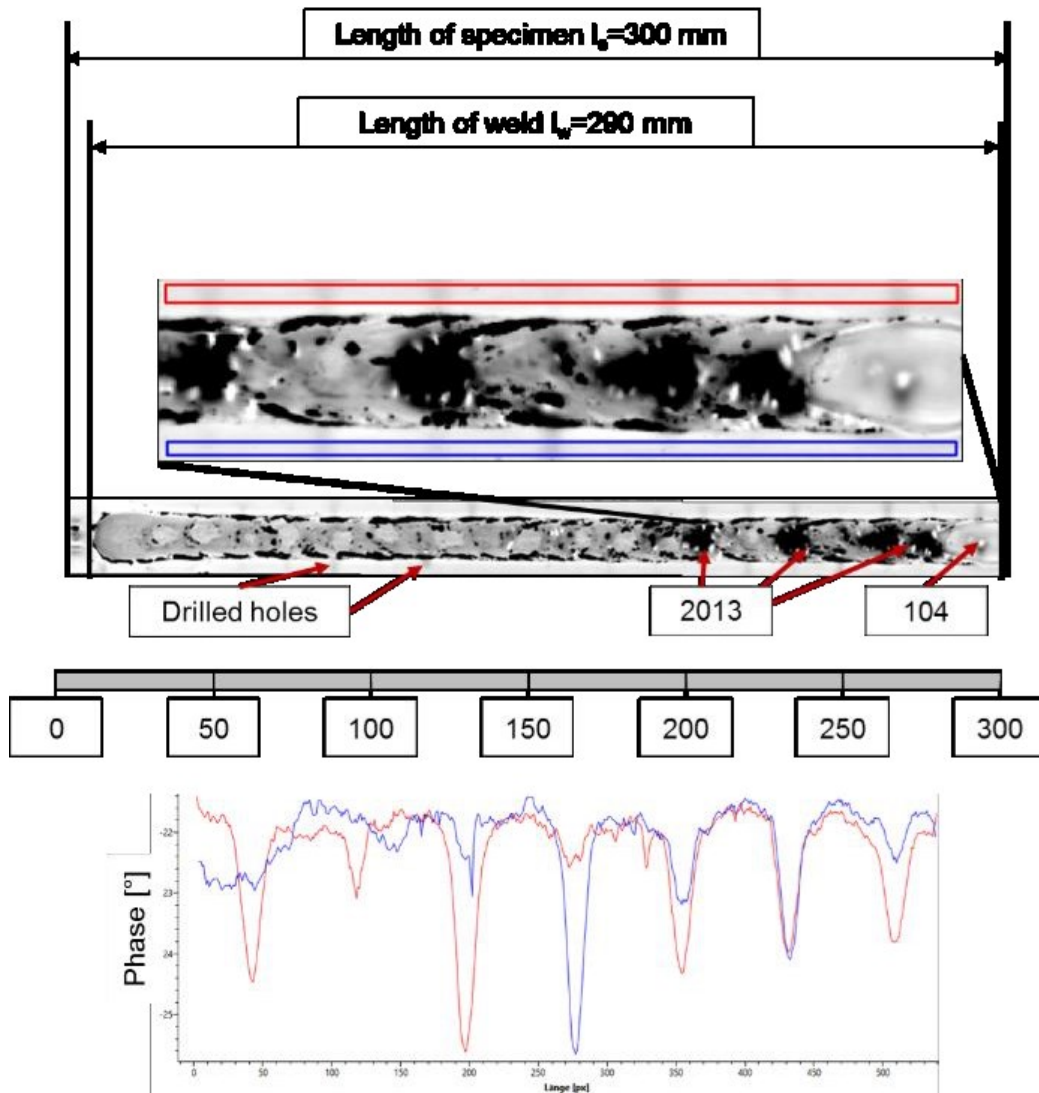 Length of specimen lₛ=300 mm
Length of weld l_w=290 mm
Drilled holes 2013 104
0 50 100 150 200 250 300
Phase [°]
-22
-23
-24
-25
0 50 100 150 200 250 300 350 400 450 500
Länge [px]